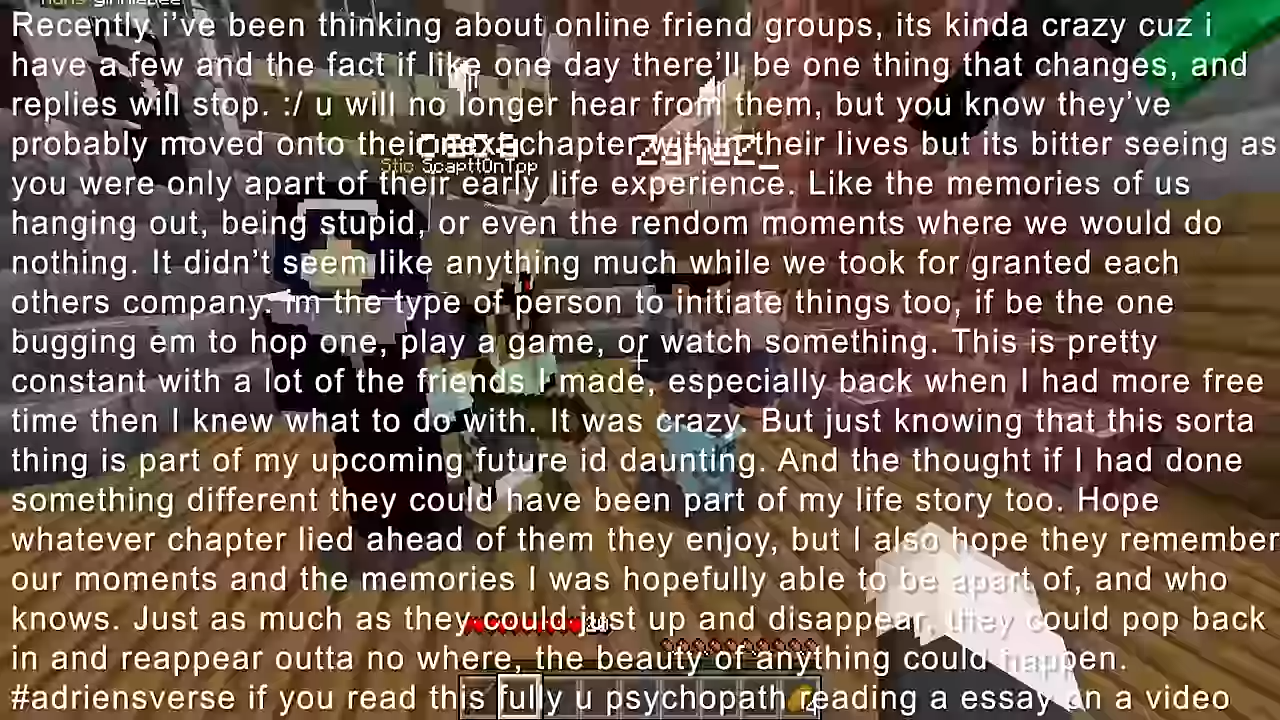 Recently i’ve been thinking about online friend groups, its kinda crazy cuz i
have a few and the fact if like one day there’ll be one thing that changes, and
replies will stop. :/ u will no longer hear from them, but you know they’ve
probably moved onto their next chapter within their lives but its bitter seeing as
Stic ScapttOnTop
you were only apart of their early life experience. Like the memories of us
hanging out, being stupid, or even the rendom moments where we would do
nothing. It didn’t seem like anything much while we took for granted each
others company. im the type of person to initiate things too, if be the one
bugging em to hop one, play a game, or watch something. This is pretty
constant with a lot of the friends I made, especially back when I had more free
time then I knew what to do with. It was crazy. But just knowing that this sorta
thing is part of my upcoming future id daunting. And the thought if I had done
something different they could have been part of my life story too. Hope
whatever chapter lied ahead of them they enjoy, but I also hope they remember
our moments and the memories I was hopefully able to be apart of, and who
knows. Just as much as they could just up and disappear, they could pop back
in and reappear outta no where, the beauty of anything could happen.
#adriensverse if you read this fully u psychopath reading a essay on a video